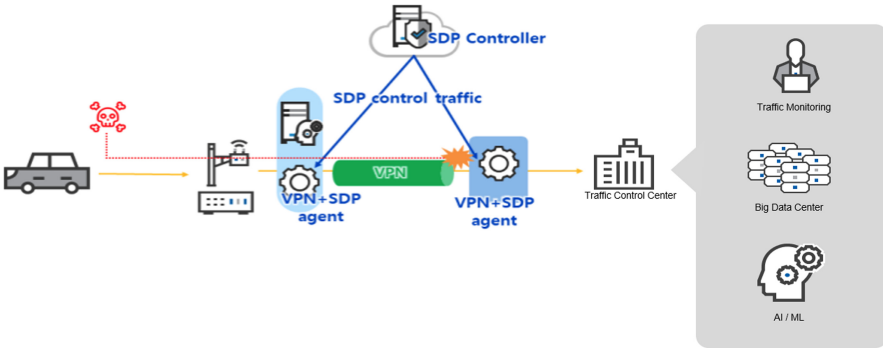 SDP Controller
SDP control traffic
VPN
VPN+SDP
agent
VPN+SDP
agent
Traffic Control Center
Traffic Monitoring
Big Data Center
AI / ML